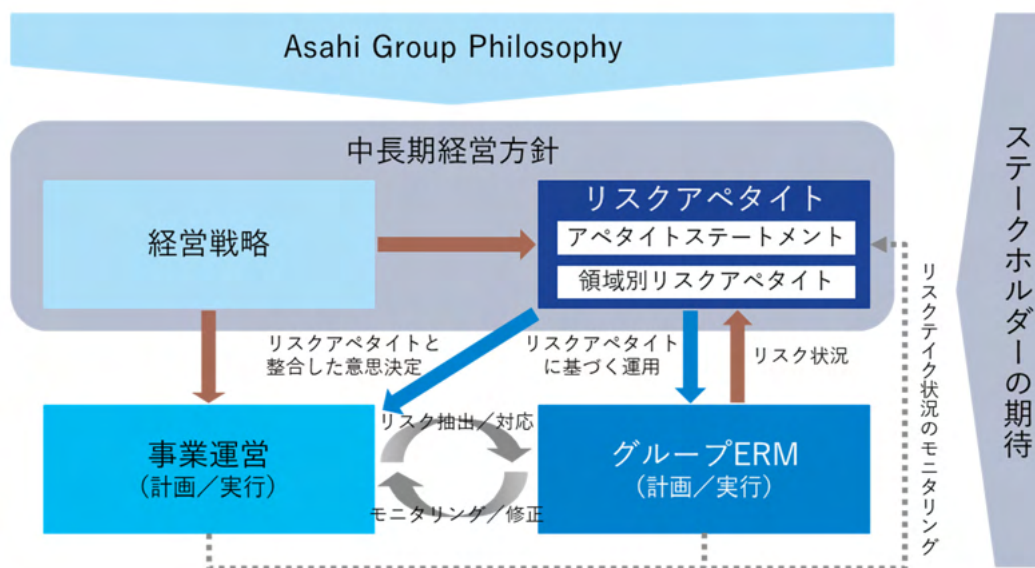 Asahi Group Philosophy
中長期経営方針
経営戦略
リスクアペタイト
アペタイトステートメント
領域別リスクアペタイト
リスクアペタイトと
整合した意思決定
リスクアペタイト
に基づく運用
リスク状況
事業運営
(計画/実行)
リスク抽出/対応
モニタリング/修正
グループERM
(計画/実行)
リスクテイク状況のモニタリング
ステークホルダーの期待